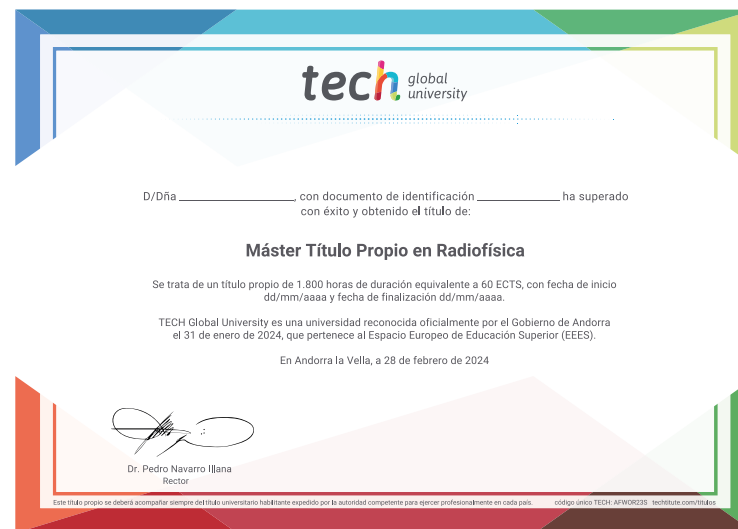 tech global
university
D/Dña ______________, con documento de identificación __________ ha superado
con éxito y obtenido el título de:
Máster Título Propio en Radiofísica
Se trata de un título propio de 1.800 horas de duración equivalente a 60 ECTS, con fecha de inicio
dd/mm/aaaa y fecha de finalización dd/mm/aaaa.
TECH Global University es una universidad reconocida oficialmente por el Gobierno de Andorra
el 31 de enero de 2024, que pertenece al Espacio Europeo de Educación Superior (EEES).
En Andorra la Vella, a 28 de febrero de 2024
Dr. Pedro Navarro Illana
Rector
Este título propio se deberá acompañar siempre del título universitario habilitante expedido por la autoridad competente para ejercer profesionalmente en cada país. código único TECH: AFWOR23S techtitute.com/titulos